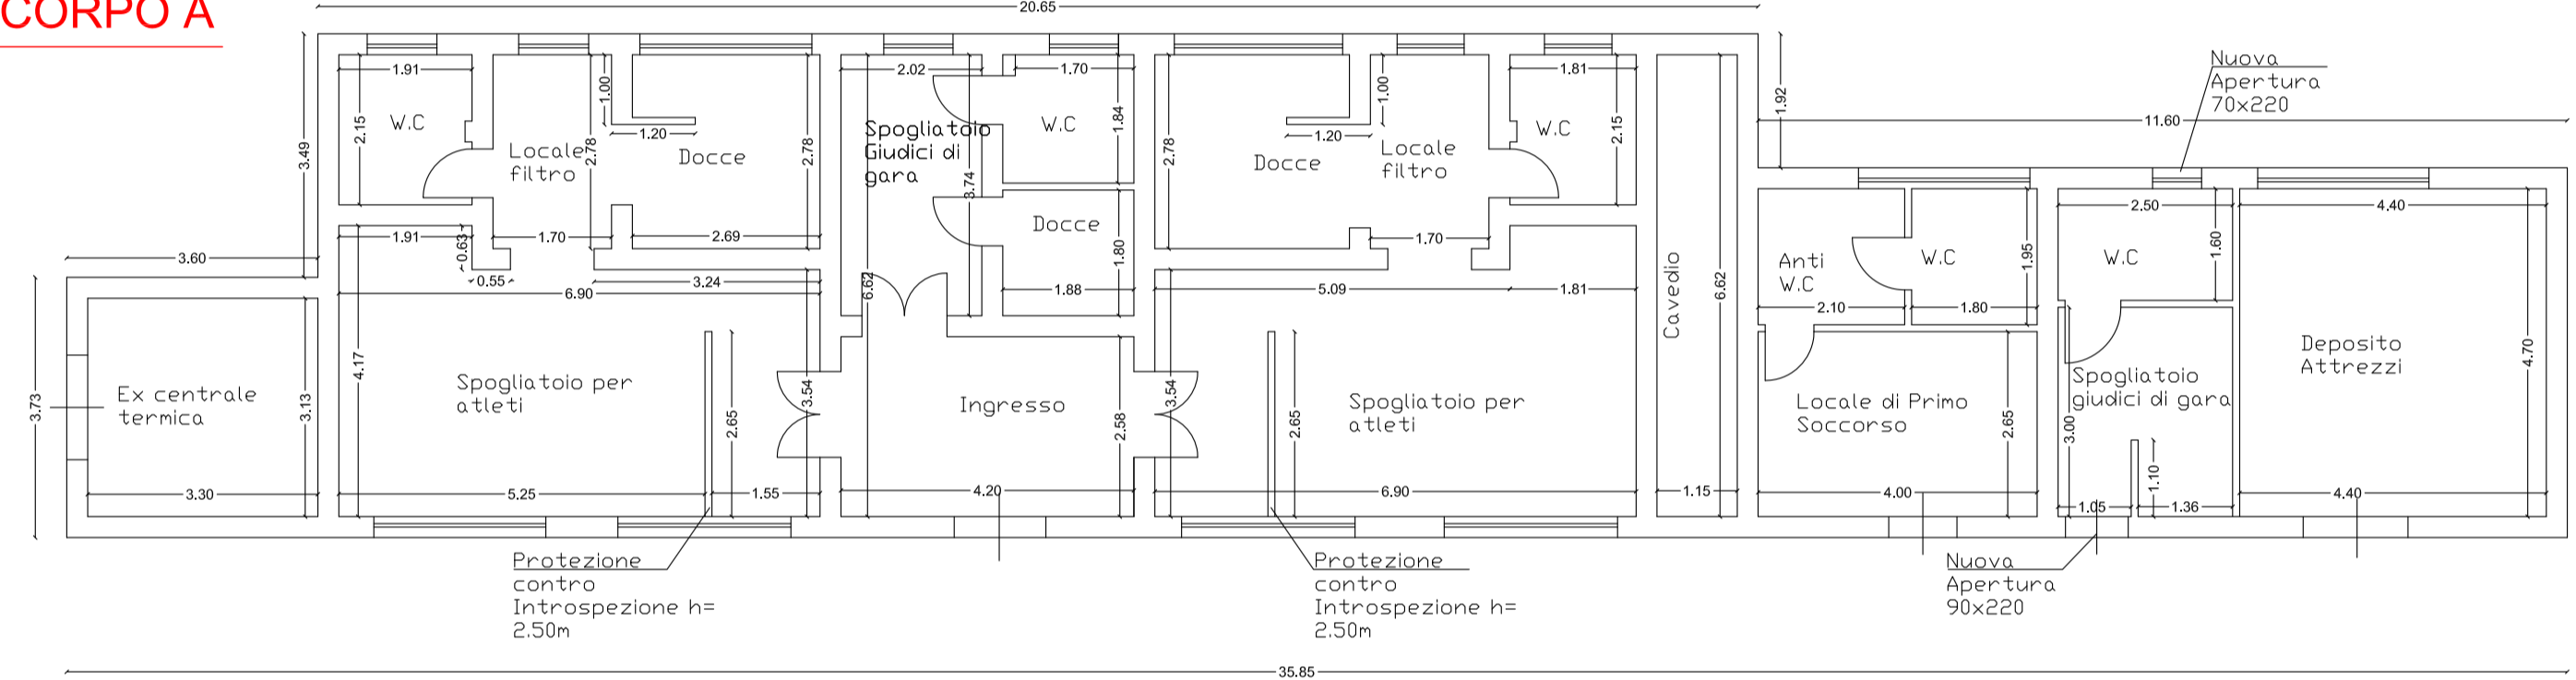 CORPO A
20.65
Nuova
Apertura
70x220
11.60
1.92
3.49
1.91
2.15
W.C
Locale
filtro
2.78
1.00
1.20
Docce
2.78
2.02
Spogliatoio
Giudici di
gara
3.74
1.70
W.C
1.84
Docce
1.80
1.88
2.78
Docce
1.20
1.00
Locale
filtro
1.81
W.C
2.15
1.91
0.63
1.70
2.69
0.55
3.24
6.90
6.62
5.09
1.70
1.81
Cavedio
6.62
1.15
3.60
3.73
Ex centrale
termica
3.13
3.30
4.17
Spogliatoio per
atleti
2.65
3.54
5.25
1.55
Ingresso
2.58
4.20
3.54
2.65
Spogliatoio per
atleti
6.90
Anti
W.C
2.10
W.C
1.95
1.80
Locale di Primo
Soccorso
2.65
4.00
2.50
W.C
1.60
Spogliatoio
giudici di gara
3.00
1.10
1.05
1.36
4.40
Deposito
Attrezzi
4.70
4.40
Protezione
contro
Introspezione h=
2.50m
Protezione
contro
Introspezione h=
2.50m
Nuova
Apertura
90x220
35.85